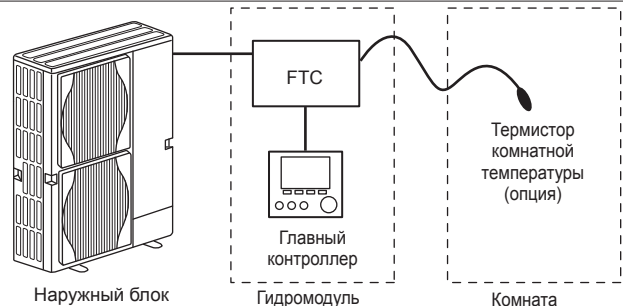 FTC
Термистор
комнатной
температуры
(опция)
Главный
контроллер
Наружный блок
Гидромодуль
Комната